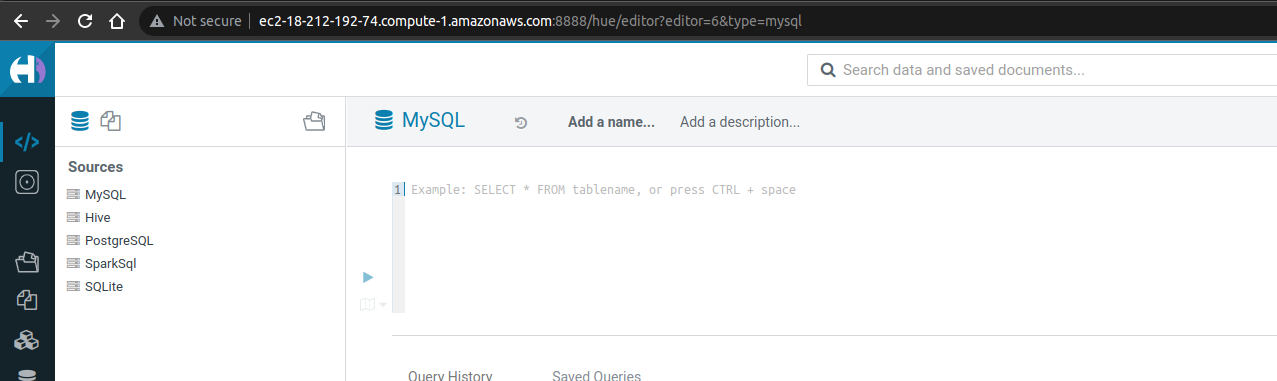 Not secure | ec2-18-212-192-74.compute-1.amazonaws.com:8888/hue/editor?editor=6&type=mysql
Search data and saved documents...
MySQL Add a name... Add a description...
Sources
MySQL
Hive
PostgreSQL
SparkSql
SQLite
1 Example: SELECT * FROM tablename, or press CTRL + space
Query History Saved Queries